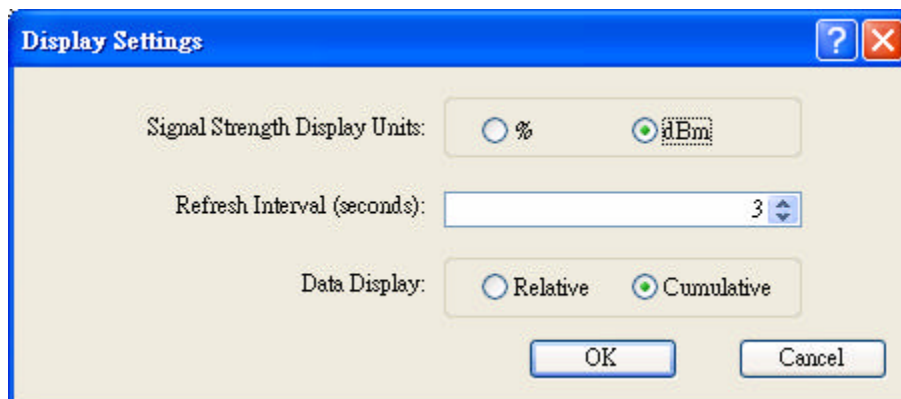 Display Settings
Signal Strength Display Units: % dBm
Refresh Interval (seconds): 3
Data Display: Relative Cumulative
OK Cancel